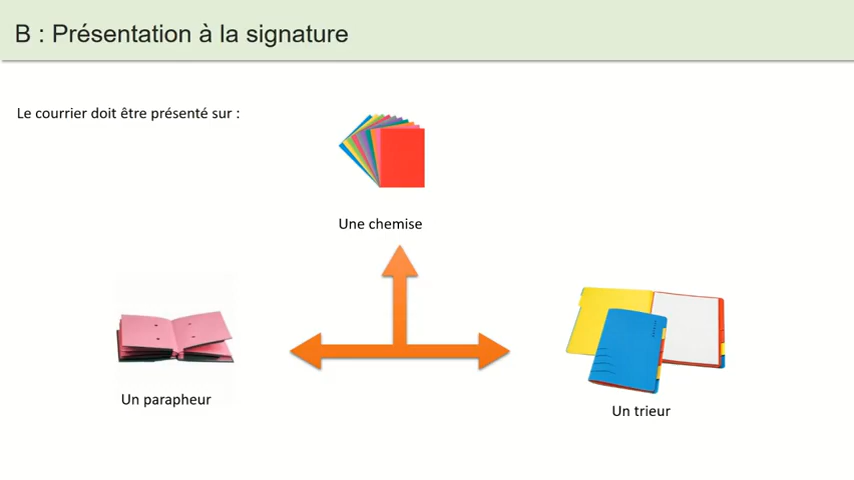 B : Présentation à la signature
Le courrier doit être présenté sur :
Une chemise
Un parapheur
Un trieur